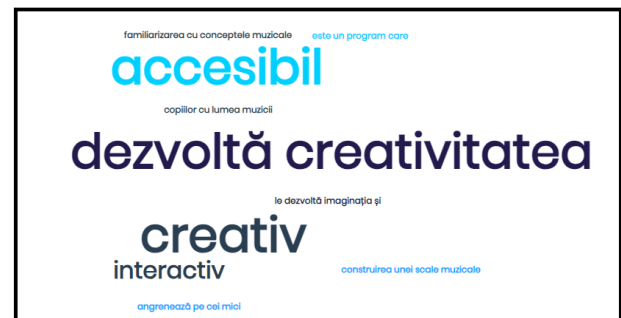 familiarizarea cu conceptele muzicale
este un program care
accesibil
copiilor cu lumea muzicii
dezvoltă creativitatea
le dezvoltă imaginația și
creativ
interactiv
construirea unei scale muzicale
angrenează pe cei mici